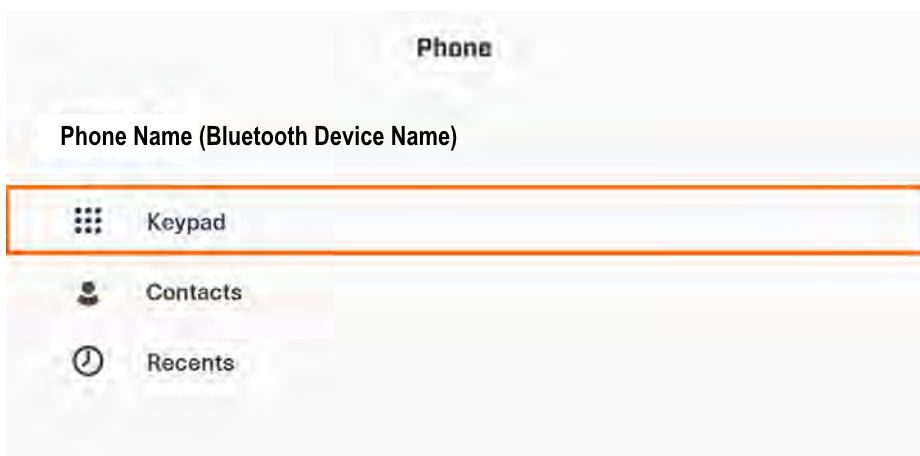 Phone
Phone Name (Bluetooth Device Name)
Keypad
Contacts
Recents